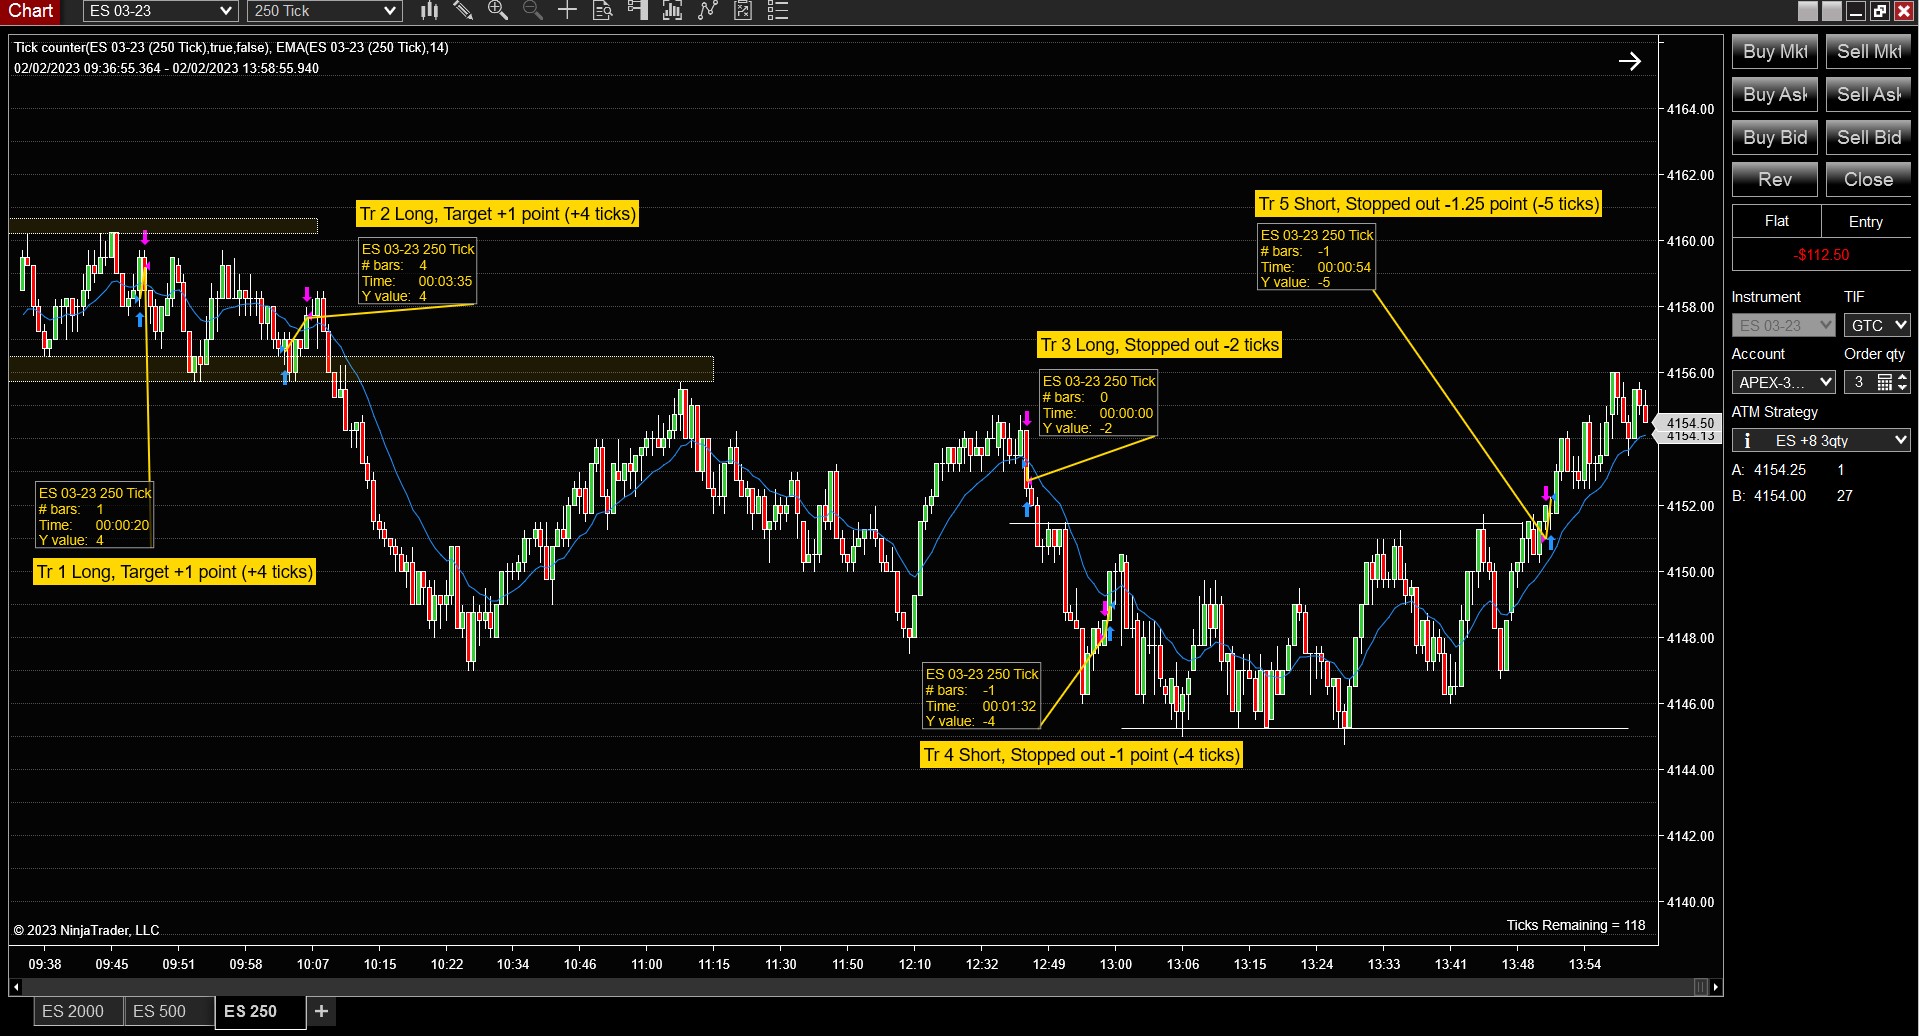 Chart
ES 03-23
250 Tick
Tick counter(ES 03-23 (250 Tick),true,false), EMA(ES 03-23 (250 Tick),14)
02/02/2023 09:36:55.364 - 02/02/2023 13:58:55.940
Tr 2 Long, Target +1 point (+4 ticks)
ES 03-23 250 Tick
# bars: 4
Time: 00:03:35
Y value: 4
Tr 5 Short, Stopped out -1.25 point (-5 ticks)
ES 03-23 250 Tick
# bars: -1
Time: 00:00:54
Y value: -5
Tr 3 Long, Stopped out -2 ticks
ES 03-23 250 Tick
# bars: 0
Time: 00:00:00
Y value: -2
ES 03-23 250 Tick
# bars: 1
Time: 00:00:20
Y value: 4
Tr 1 Long, Target +1 point (+4 ticks)
ES 03-23 250 Tick
# bars: -1
Time: 00:01:32
Y value: -4
Tr 4 Short, Stopped out -1 point (-4 ticks)
© 2023 NinjaTrader, LLC
Ticks Remaining = 118
4164.00
4162.00
4160.00
4158.00
4156.00
4154.50
4154.13
4152.00
4150.00
4148.00
4146.00
4144.00
4142.00
4140.00
09:38 09:45 09:51 09:58 10:07 10:15 10:22 10:34 10:46 11:00 11:15 11:30 11:50 12:10 12:32 12:49 13:00 13:06 13:15 13:24 13:33 13:41 13:48 13:54
ES 2000
ES 500
ES 250
+
Buy Mkt Sell Mkt
Buy Ask Sell Ask
Buy Bid Sell Bid
Rev Close
Flat Entry
-$112.50
Instrument TIF
ES 03-23 GTC
Account Order qty
APEX-3... 3
ATM Strategy
i ES +8 3qty
A: 4154.25 1
B: 4154.00 27